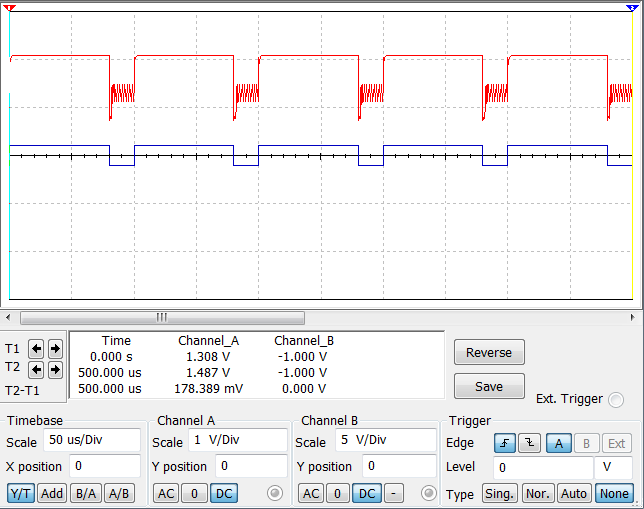 1 2
T1
T2
T2-T1
Time Channel_A Channel_B
0.000 s 1.308 V -1.000 V
500.000 us 1.487 V -1.000 V
500.000 us 178.389 mV 0.000 V
Reverse
Save
Ext. Trigger
Timebase
Scale 50 us/Div
X position 0
Y/T Add B/A A/B
Channel A
Scale 1 V/Div
Y position 0
AC 0 DC
Channel B
Scale 5 V/Div
Y position 0
AC 0 DC -
Trigger
Edge A B Ext
Level 0 V
Type Sing. Nor. Auto None